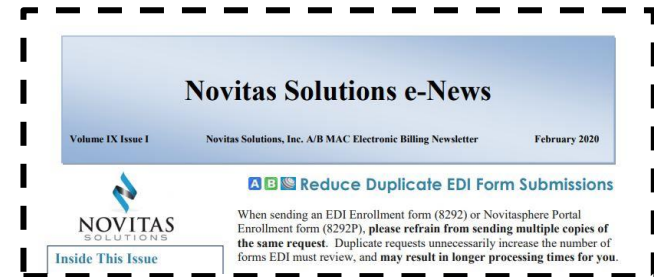 Novitas Solutions e-News
Volume IX Issue I Novitas Solutions, Inc. A/B MAC Electronic Billing Newsletter February 2020
A B Reduce Duplicate EDI Form Submissions
NOVITAS
SOLUTIONS
Inside This Issue
When sending an EDI Enrollment form (8292) or Novitasphere Portal
Enrollment form (8292P), please refrain from sending multiple copies of
the same request. Duplicate requests unnecessarily increase the number of
forms EDI must review, and may result in longer processing times for you.